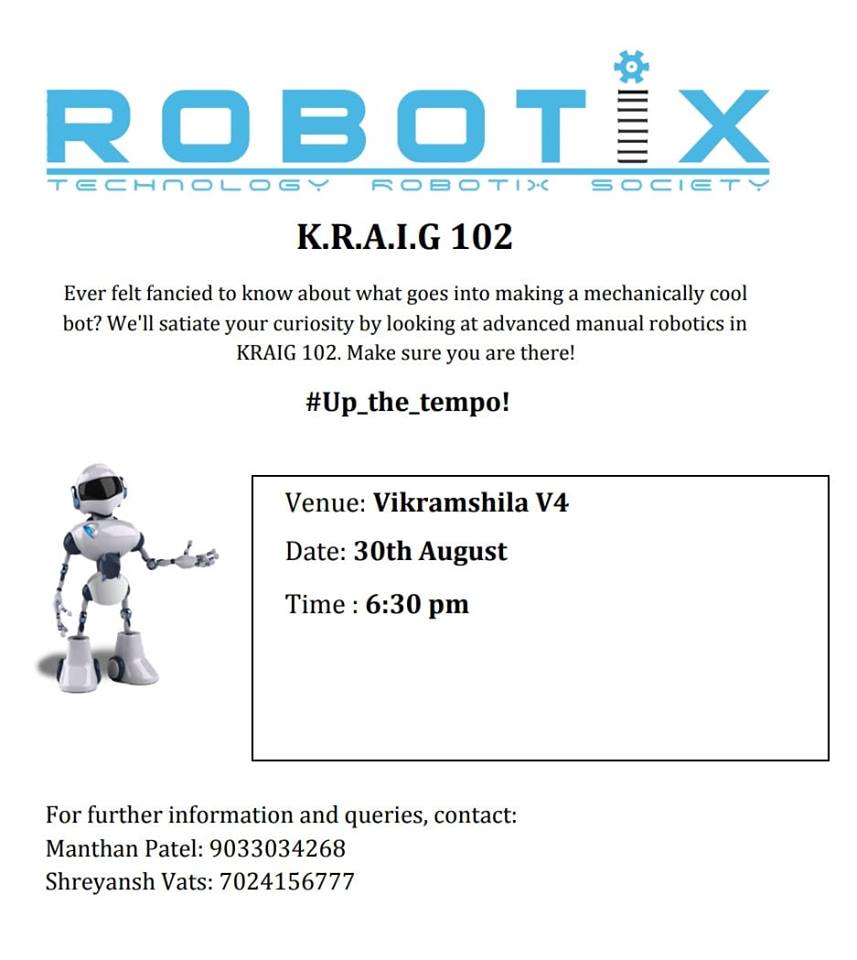 ROBOTIX
TECHNOLOGY ROBOTIX SOCIETY
K.R.A.I.G 102
Ever felt fancied to know about what goes into making a mechanically cool
bot? We'll satiate your curiosity by looking at advanced manual robotics in
KRAIG 102. Make sure you are there!
#Up_the_tempo!
Venue: Vikramshila V4
Date: 30th August
Time : 6:30 pm
For further information and queries, contact:
Manthan Patel: 9033034268
Shreyansh Vats: 7024156777